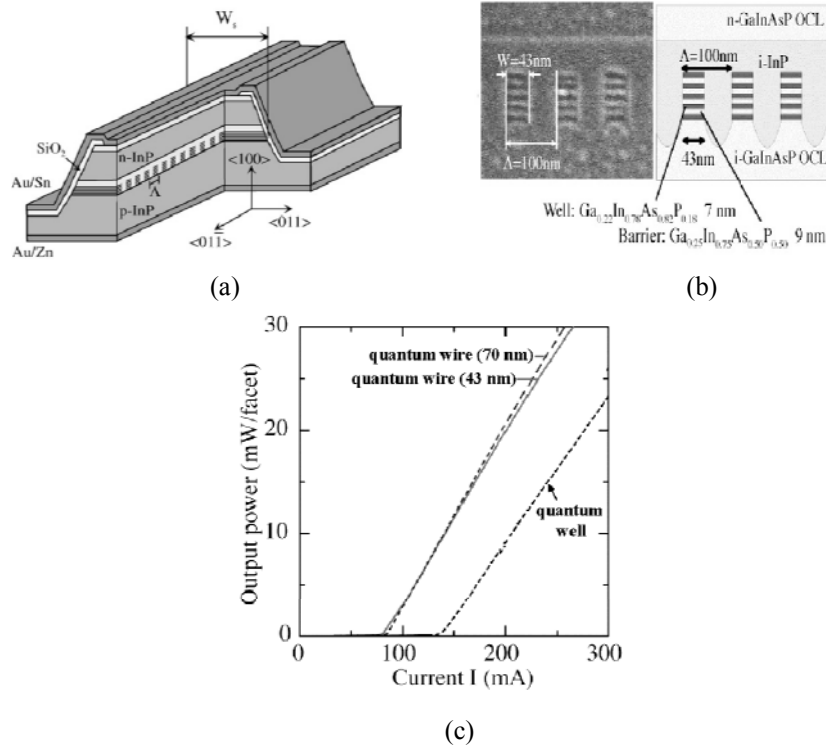 Wₛ
SiO₂
n-InP
<100>
Au/Sn
Λ
p-InP
<011>
<01̄1̄>
Au/Zn
(a)
W=43nm
Λ=100nm
n-GaInAsP OCL
Λ=100nm
i-InP
43nm
i-GaInAsP OCL
Well: Ga₀.₂₂In₀.₇₈As₀.₈₂P₀.₁₈ 7 nm
Barrier: Ga₀.₂₅In₀.₇₅As₀.₅₀P₀.₅₀ 9 nm
(b)
30
20
10
0
Output power (mW/facet)
quantum wire (70 nm)
quantum wire (43 nm)
quantum
well
0
100
200
300
Current I (mA)
(c)